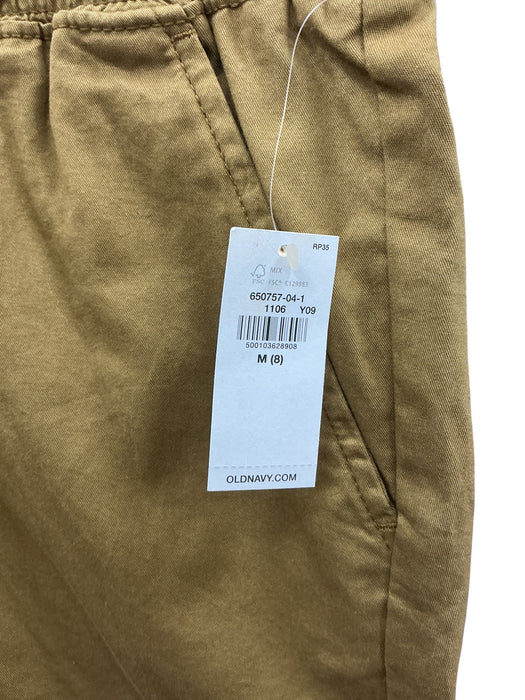 RP35
MIX
FSC FSC® C129983
650757-04-1
1106 Y09
500103628908
M (8)
OLDNAVY.COM